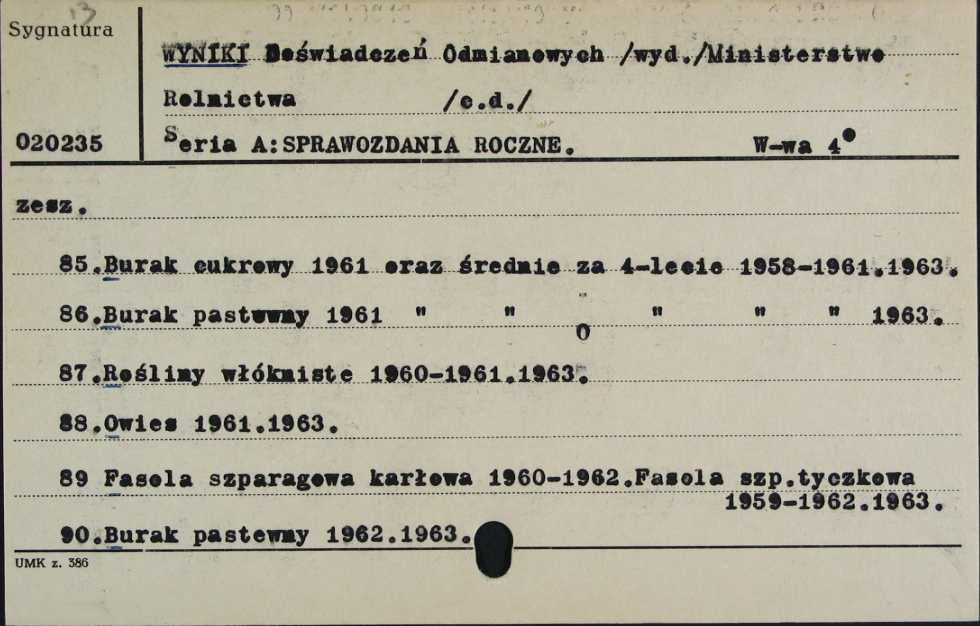 13
Sygnatura
WYNIKI Doświadczeń Odmianowych /wyd./Ministerstwo
Rolnictwa /c.d./
020235 Seria A:SPRAWOZDANIA ROCZNE. W-wa 4°
zesz.
85.Burak cukrowy 1961 oraz średnie za 4-lecie 1958-1961.1963.
86.Burak pastewny 1961 " " " " " 1963.
87.Rośliny włókniste 1960-1961.1963.
88.Owies 1961.1963.
89 Fasola szparagowa karłowa 1960-1962.Fasola szp.tyczkowa
1959-1962.1963.
90.Burak pastewny 1962.1963.
UMK z. 386